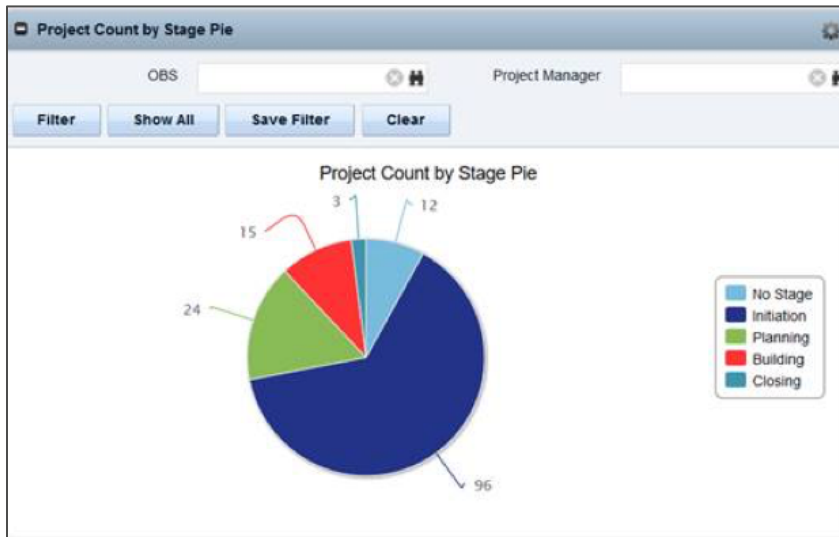 Project Count by Stage Pie
OBS
Project Manager
Filter
Show All
Save Filter
Clear
Project Count by Stage Pie
3
12
15
24
96
No Stage
Initiation
Planning
Building
Closing